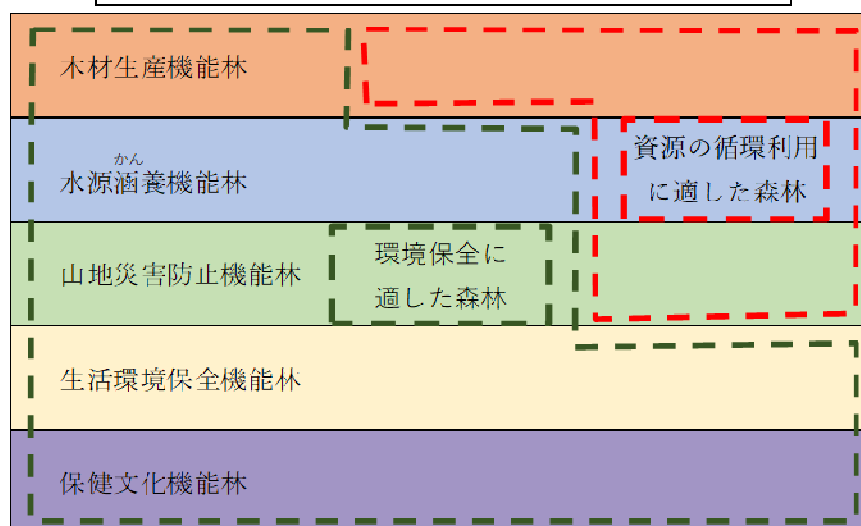 木材生産機能林
かん
水源涵養機能林
資源の循環利用
に適した森林
山地災害防止機能林
環境保全に
適した森林
生活環境保全機能林
保健文化機能林